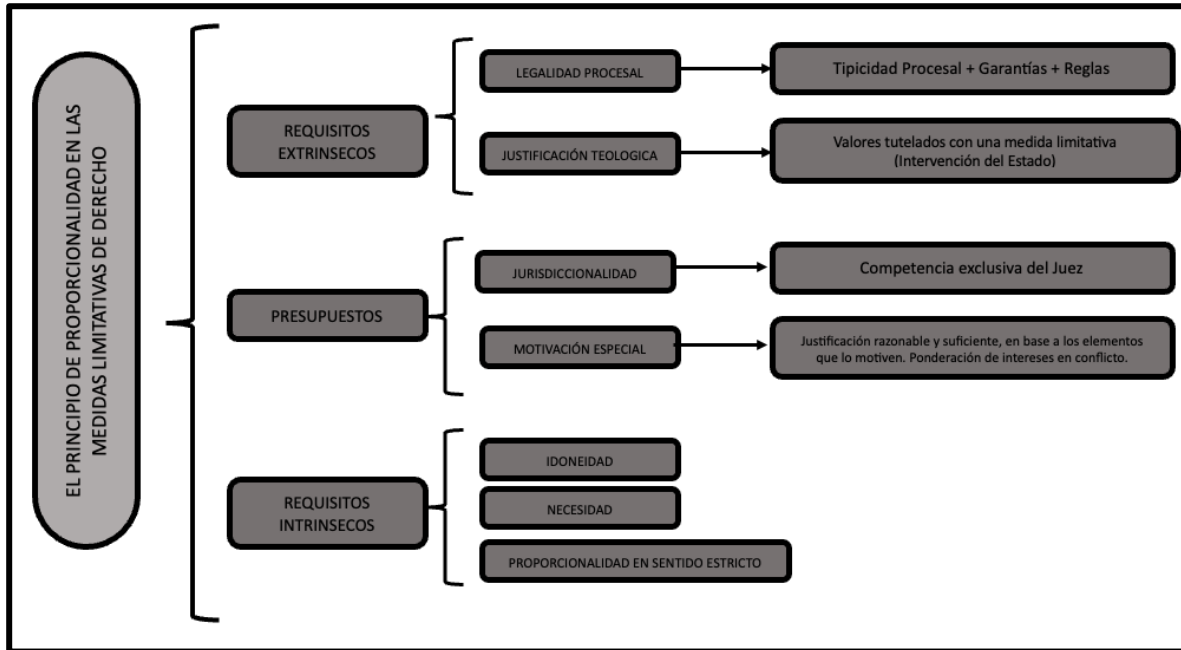 EL PRINCIPIO DE PROPORCIONALIDAD EN LAS
MEDIDAS LIMITATIVAS DE DERECHO
REQUISITOS
EXTRINSECOS
LEGALIDAD PROCESAL
Tipicidad Procesal + Garantías + Reglas
JUSTIFICACIÓN TEOLOGICA
Valores tutelados con una medida limitativa
(Intervención del Estado)
PRESUPUESTOS
JURISDICCIONALIDAD
Competencia exclusiva del Juez
MOTIVACIÓN ESPECIAL
Justificación razonable y suficiente, en base a los elementos
que lo motiven. Ponderación de intereses en conflicto.
REQUISITOS
INTRINSECOS
IDONEIDAD
NECESIDAD
PROPORCIONALIDAD EN SENTIDO ESTRICTO